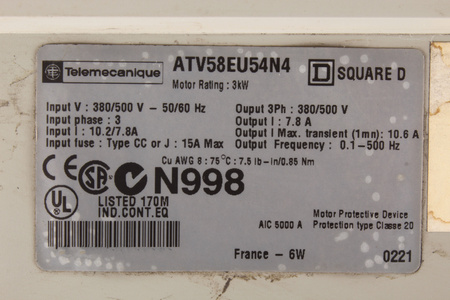 Telemecanique ATV58EU54N4 SQUARE D
Motor Rating : 3kW
Input V : 380/500 V - 50/60 Hz Ouput 3Ph : 380/500 V
Input phase : 3 Output I : 7.8 A
Input I : 10.2/7.8A Output I Max. transient (1mn) : 10.6 A
Input fuse : Type CC or J : 15A Max Output Frequency : 0.1-500 Hz
Cu AWG 8 : 75°C : 7.5 lb-in/0.85 Nm
CE SA N998
UL LISTED 170M
IND.CONT.EQ
AIC 5000 A
Motor Protective Device
Protection type Classe 20
France - 6W 0221